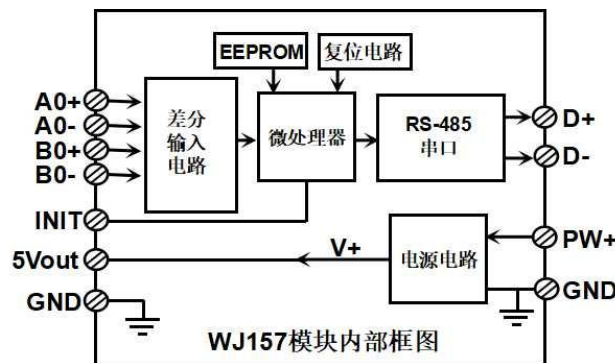 EEPROM
复位电路
A0+
A0-
B0+
B0-
差分
输入
电路
微处理器
RS-485
串口
D+
D-
INIT
5Vout
V+
电源电路
PW+
GND
GND
WJ157模块内部框图